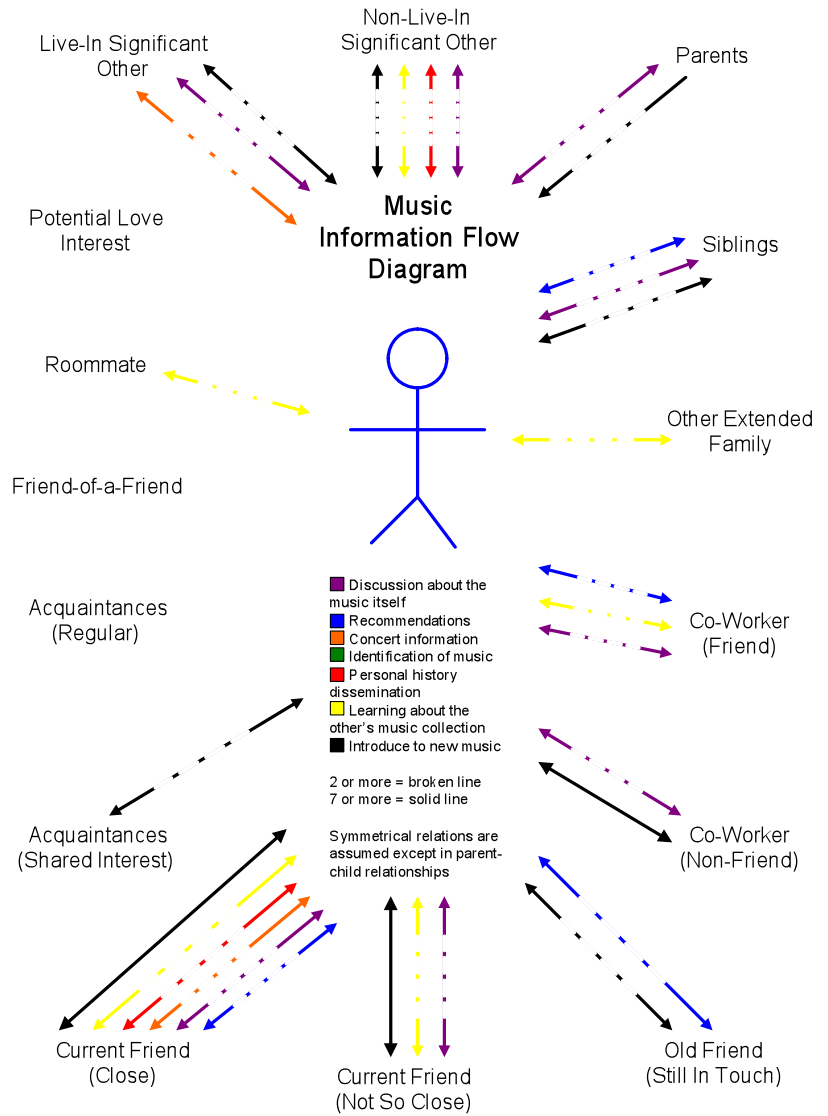 Live-In Significant
Other
Non-Live-In
Significant Other
Parents
Potential Love
Interest
Music
Information Flow
Diagram
Siblings
Roommate
Other Extended
Family
Friend-of-a-Friend
Acquaintances
(Regular)
Discussion about the
music itself
Recommendations
Concert information
Identification of music
Personal history
dissemination
Learning about the
other's music collection
Introduce to new music
2 or more = broken line
7 or more = solid line
Symmetrical relations are
assumed except in parent-
child relationships
Co-Worker
(Friend)
Acquaintances
(Shared Interest)
Co-Worker
(Non-Friend)
Current Friend
(Close)
Current Friend
(Not So Close)
Old Friend
(Still In Touch)